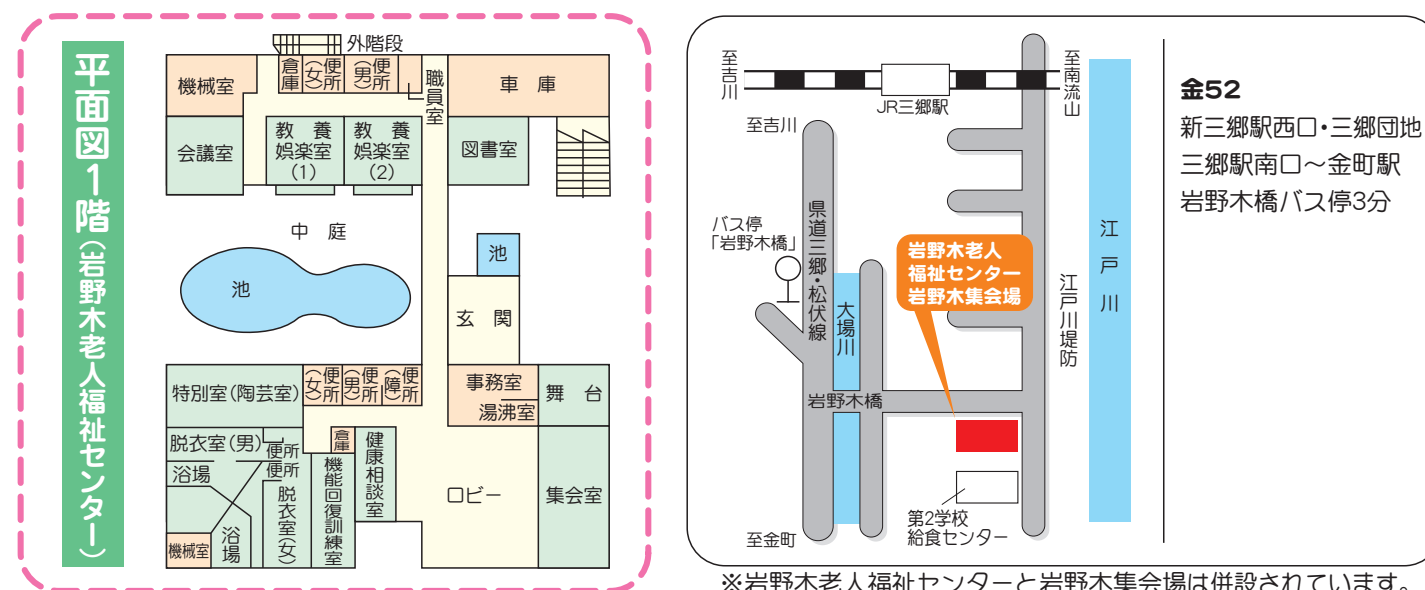 平面図1階(岩野木老人福祉センター)
外階段
機械室
倉庫
便所(女)
便所(男)
職員室
車 庫
会議室
教 養
娯楽室
(1)
教 養
娯楽室
(2)
図書室
中 庭
池
池
玄 関
特別室(陶芸室)
便所(女)
便所(男)
便所(障)
事務室
湯沸室
舞 台
脱衣室(男)
便所
便所
浴場
倉庫
健康相談室
機能回復訓練室
脱衣室(女)
浴場
機械室
ロビー
集会室
至吉川
JR三郷駅
至南流山
至吉川
県道三郷・松伏線
バス停
「岩野木橋」
岩野木老人
福祉センター
岩野木集会場
大場川
江戸川堤防
江戸川
岩野木橋
第2学校
給食センター
至金町
金52
新三郷駅西口・三郷団地
三郷駅南口～金町駅
岩野木橋バス停3分
※岩野木老人福祉センターと岩野木集会場は併設されています。